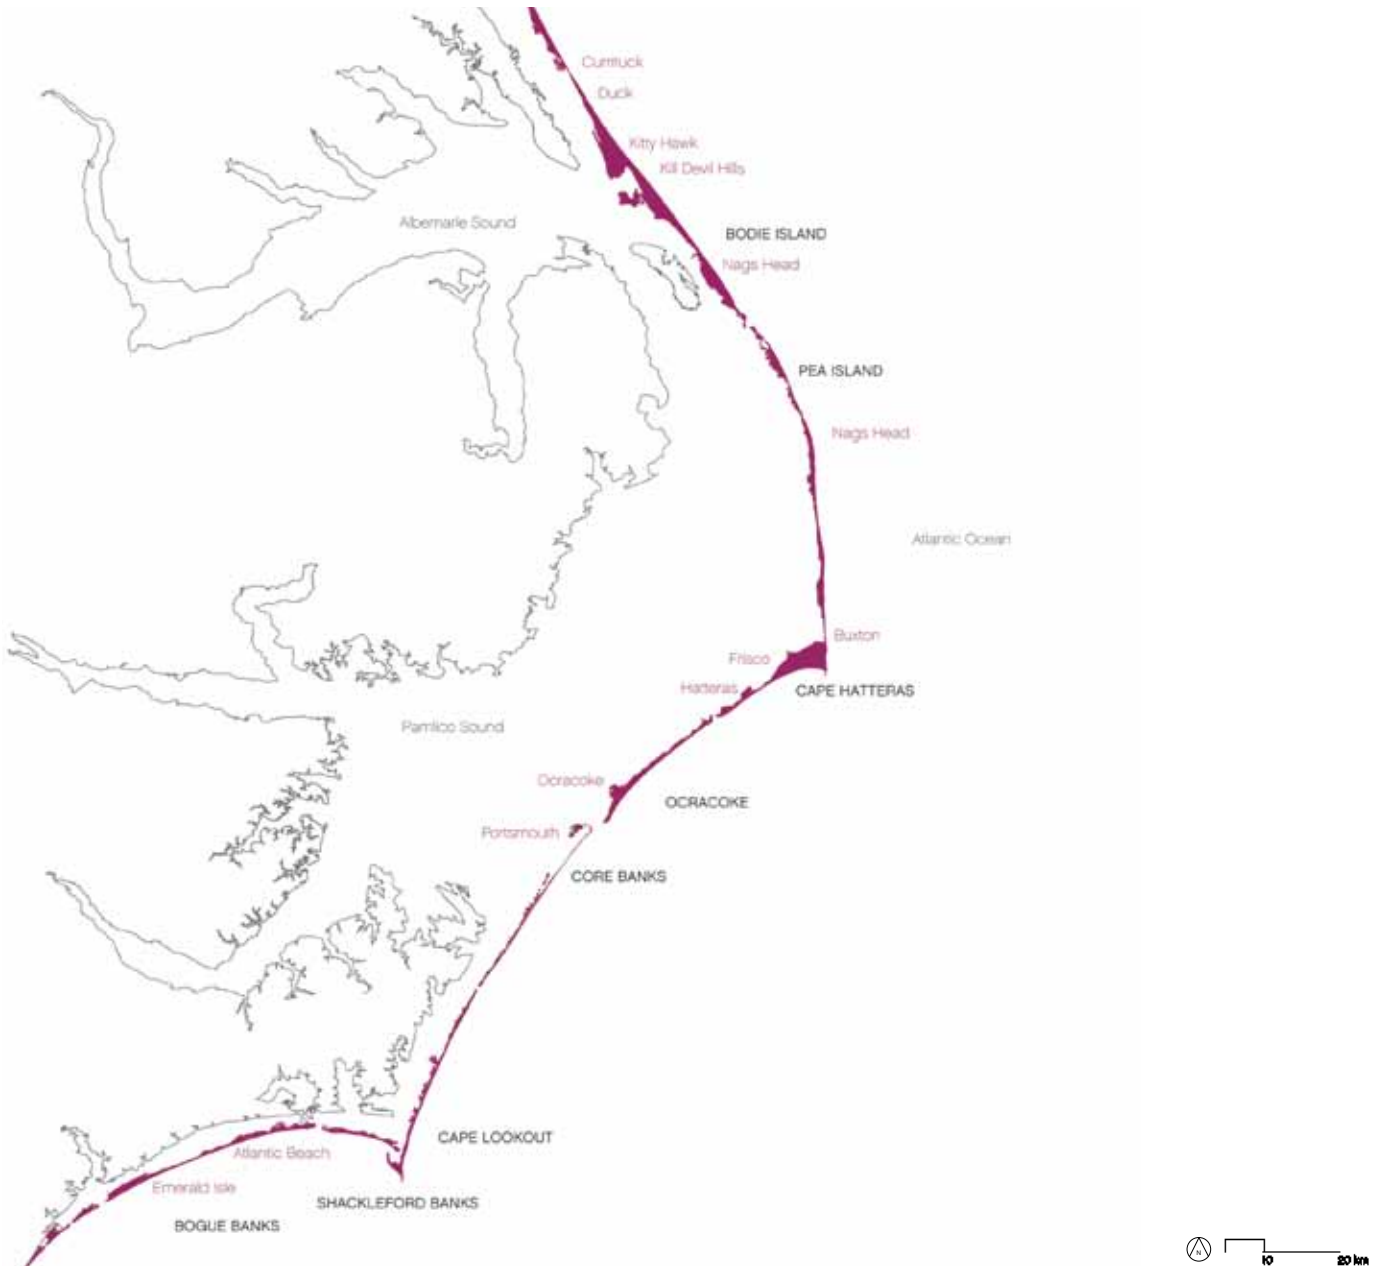 Currituck
Duck
Kitty Hawk
Kill Devil Hills
Albemarle Sound
BODIE ISLAND
Nags Head
PEA ISLAND
Nags Head
Atlantic Ocean
Buxton
Frisco
Hatteras
CAPE HATTERAS
Pamlico Sound
Ocracoke
OCRACOKE
Portsmouth
CORE BANKS
CAPE LOOKOUT
Atlantic Beach
Emerald Isle
SHACKLEFORD BANKS
BOGUE BANKS
N
10 20 km